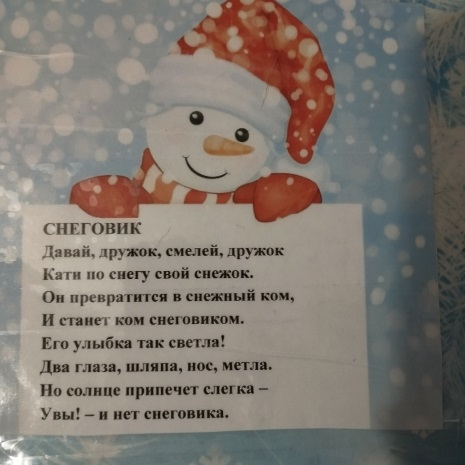 СНЕГОВИК
Давай, дружок, смелей, дружок
Кати по снегу свой снежок.
Он превратится в снежный ком,
И станет ком снеговиком.
Его улыбка так светла!
Два глаза, шляпа, нос, метла.
Но солнце припечет слегка –
Увы! – и нет снеговика.